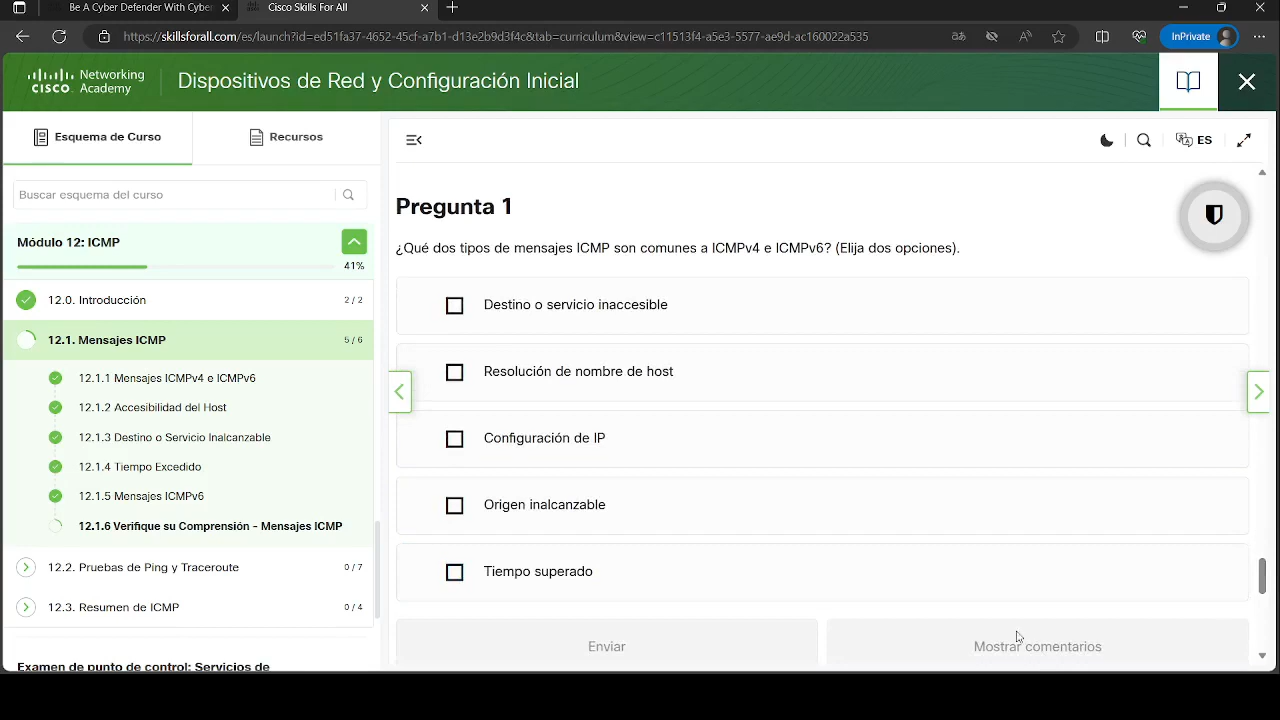 Be A Cyber Defender With Cyber
Cisco Skills For All
https://skillsforall.com/es/launch?id=ed51fa37-4652-45cf-a7b1-d13e2b9d3f4c8&tab=curriculum&view=c11513f4-a5e3-5577-ae9d-ac160022a535
InPrivate
cisco Networking Academy
Dispositivos de Red y Configuración Inicial
Esquema de Curso
Recursos
ES
Buscar esquema del curso
Módulo 12: ICMP
41%
12.0. Introducción
2 / 2
12.1. Mensajes ICMP
5 / 6
12.1.1 Mensajes ICMPv4 e ICMPv6
12.1.2 Accesibilidad del Host
12.1.3 Destino o Servicio Inalcanzable
12.1.4 Tiempo Excedido
12.1.5 Mensajes ICMPv6
12.1.6 Verifique su Comprensión - Mensajes ICMP
12.2. Pruebas de Ping y Traceroute
0 / 7
12.3. Resumen de ICMP
0 / 4
Examen de punto de control: Servicios de
Pregunta 1
¿Qué dos tipos de mensajes ICMP son comunes a ICMPv4 e ICMPv6? (Elija dos opciones).
Destino o servicio inaccesible
Resolución de nombre de host
Configuración de IP
Origen inalcanzable
Tiempo superado
Enviar
Mostrar comentarios